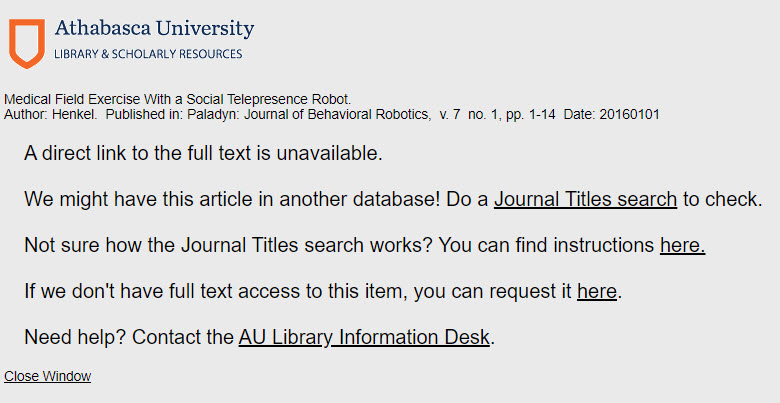 Athabasca University
LIBRARY & SCHOLARLY RESOURCES
Medical Field Exercise With a Social Telepresence Robot.
Author: Henkel.  Published in: Paladyn: Journal of Behavioral Robotics,  v. 7  no. 1, pp. 1-14  Date: 20160101
A direct link to the full text is unavailable.
We might have this article in another database! Do a Journal Titles search to check.
Not sure how the Journal Titles search works? You can find instructions here.
If we don't have full text access to this item, you can request it here.
Need help? Contact the AU Library Information Desk.
Close Window